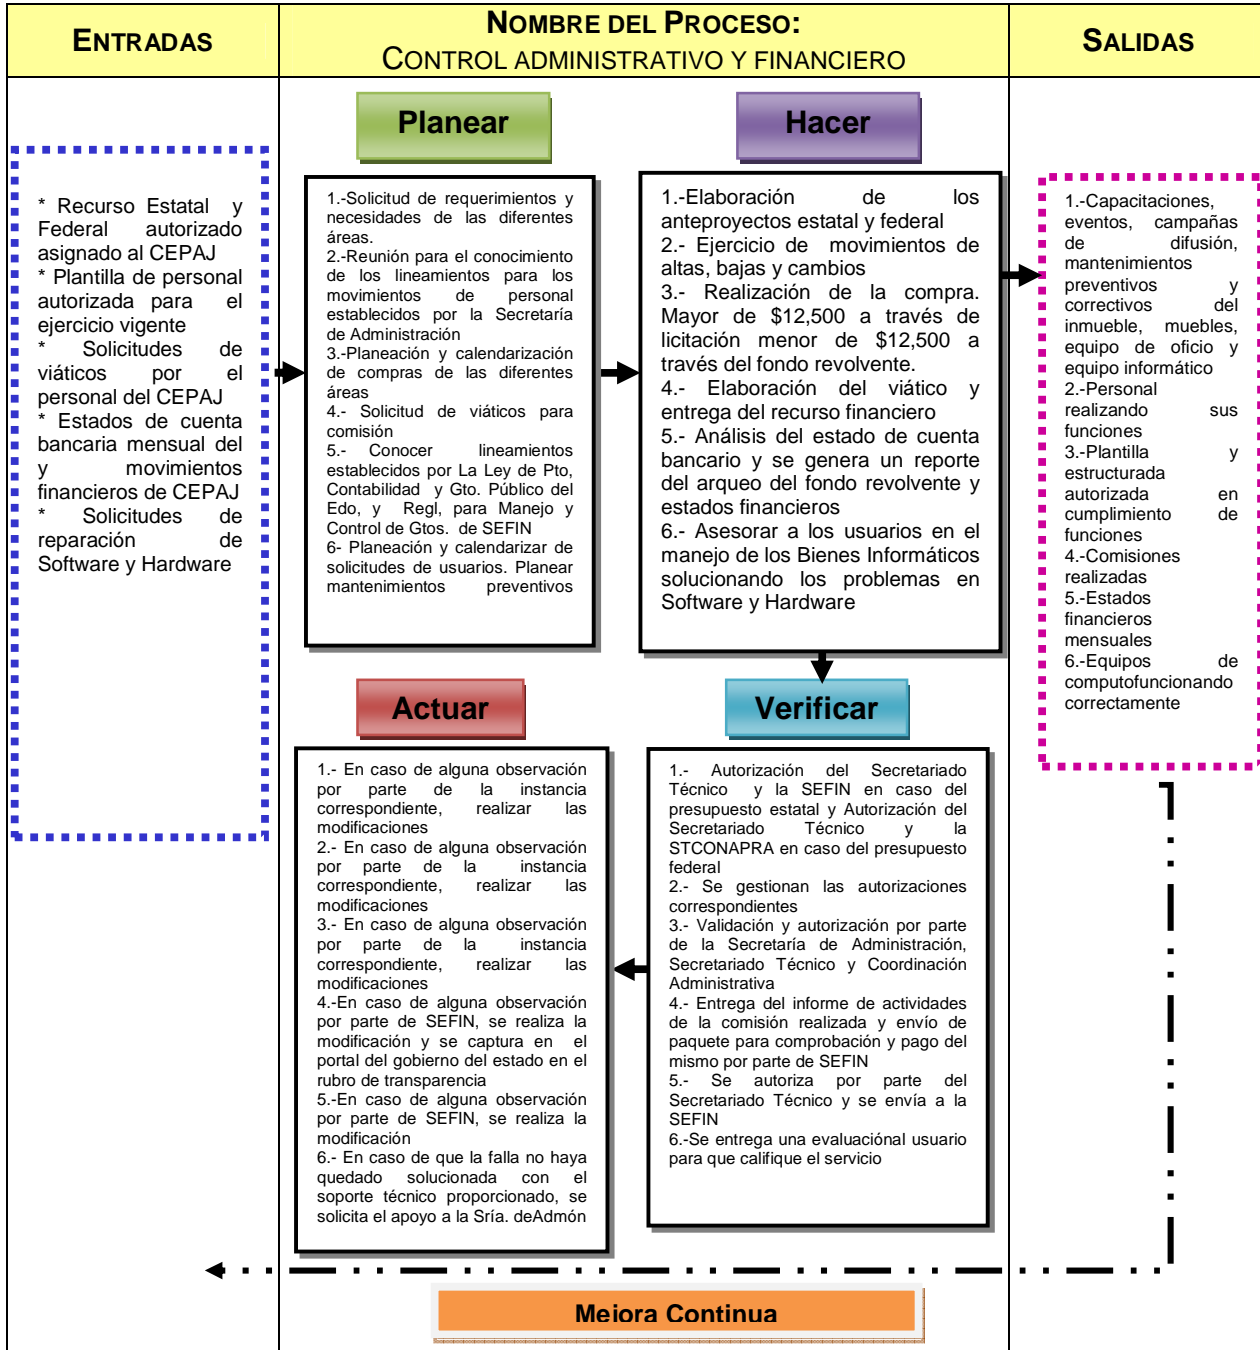 ENTRADAS
NOMBRE DEL PROCESO:
CONTROL ADMINISTRATIVO Y FINANCIERO
SALIDAS
* Recurso Estatal y
Federal autorizado
asignado al CEPAJ
* Plantilla de personal
autorizada para el
ejercicio vigente
* Solicitudes de
viáticos por el
personal del CEPAJ
* Estados de cuenta
bancaria mensual del
y movimientos
financieros de CEPAJ
* Solicitudes de
reparación de
Software y Hardware
Planear
1.-Solicitud de requerimientos y
necesidades de las diferentes
áreas.
2.-Reunión para el conocimiento
de los lineamientos para los
movimientos de personal
establecidos por la Secretaría
de Administración
3.-Planeación y calendarización
de compras de las diferentes
áreas
4.- Solicitud de viáticos para
comisión
5.- Conocer lineamientos
establecidos por La Ley de Pto,
Contabilidad y Gto. Público del
Edo, y Regl, para Manejo y
Control de Gtos. de SEFIN
6- Planeación y calendarizar de
solicitudes de usuarios. Planear
mantenimientos preventivos
Hacer
1.-Elaboración de los
anteproyectos estatal y federal
2.- Ejercicio de movimientos de
altas, bajas y cambios
3.- Realización de la compra.
Mayor de $12,500 a través de
licitación menor de $12,500 a
través del fondo revolvente.
4.- Elaboración del viático y
entrega del recurso financiero
5.- Análisis del estado de cuenta
bancario y se genera un reporte
del arqueo del fondo revolvente y
estados financieros
6.- Asesorar a los usuarios en el
manejo de los Bienes Informáticos
solucionando los problemas en
Software y Hardware
1.-Capacitaciones,
eventos, campañas
de difusión,
mantenimientos
preventivos y
correctivos del
inmueble, muebles,
equipo de oficio y
equipo informático
2.-Personal
realizando sus
funciones
3.-Plantilla y
estructurada
autorizada en
cumplimiento de
funciones
4.-Comisiones
realizadas
5.-Estados
financieros
mensuales
6.-Equipos de
computofuncionando
correctamente
Actuar
1.- En caso de alguna observación
por parte de la instancia
correspondiente, realizar las
modificaciones
2.- En caso de alguna observación
por parte de la instancia
correspondiente, realizar las
modificaciones
3.- En caso de alguna observación
por parte de la instancia
correspondiente, realizar las
modificaciones
4.-En caso de alguna observación
por parte de SEFIN, se realiza la
modificación y se captura en el
portal del gobierno del estado en el
rubro de transparencia
5.-En caso de alguna observación
por parte de SEFIN, se realiza la
modificación
6.- En caso de que la falla no haya
quedado solucionada con el
soporte técnico proporcionado, se
solicita el apoyo a la Sría. deAdmón
Verificar
1.- Autorización del Secretariado
Técnico y la SEFIN en caso del
presupuesto estatal y Autorización del
Secretariado Técnico y la
STCONAPRA en caso del presupuesto
federal
2.- Se gestionan las autorizaciones
correspondientes
3.- Validación y autorización por parte
de la Secretaría de Administración,
Secretariado Técnico y Coordinación
Administrativa
4.- Entrega del informe de actividades
de la comisión realizada y envío de
paquete para comprobación y pago del
mismo por parte de SEFIN
5.- Se autoriza por parte del
Secretariado Técnico y se envía a la
SEFIN
6.-Se entrega una evaluaciónal usuario
para que califique el servicio
Mejora Continua